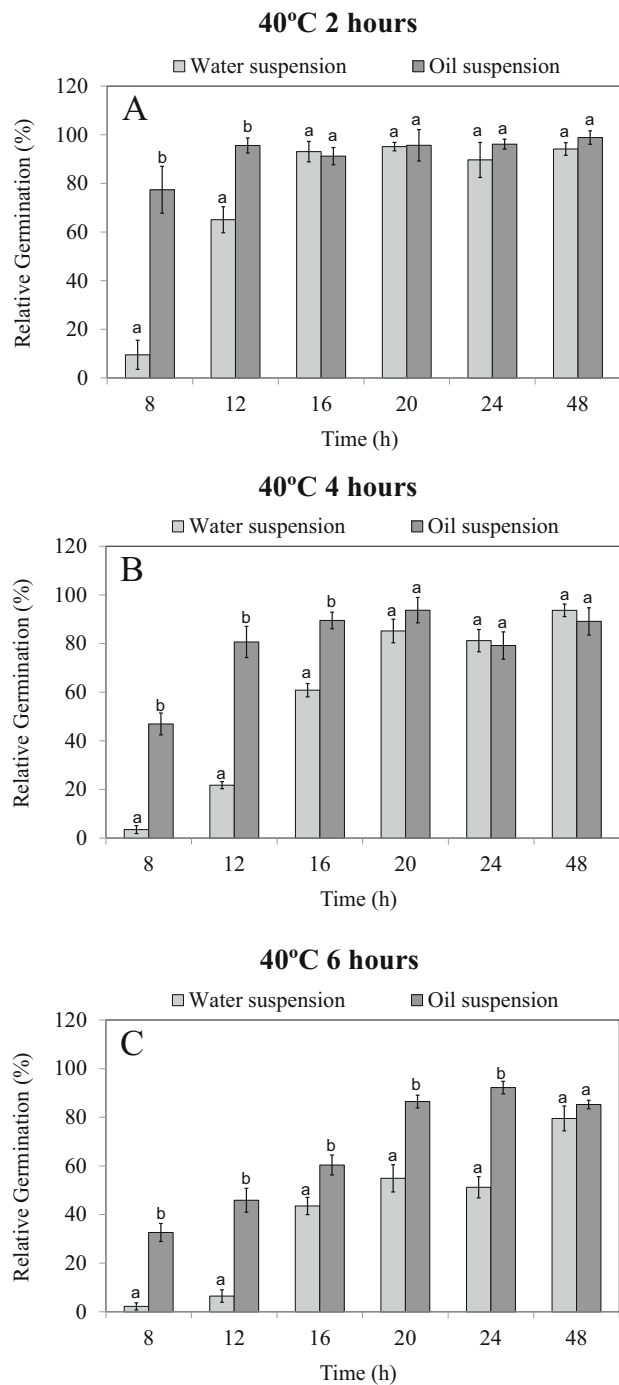 40ºC 2 hours
Water suspension Oil suspension
A
Relative Germination (%)
120
100
80
60
40
20
0
a b a b a a a a a a a a
8 12 16 20 24 48
Time (h)
40ºC 4 hours
Water suspension Oil suspension
B
Relative Germination (%)
120
100
80
60
40
20
0
a b a b a b a a a a a a
8 12 16 20 24 48
Time (h)
40ºC 6 hours
Water suspension Oil suspension
C
Relative Germination (%)
120
100
80
60
40
20
0
a b a b a b a b a b a a
8 12 16 20 24 48
Time (h)